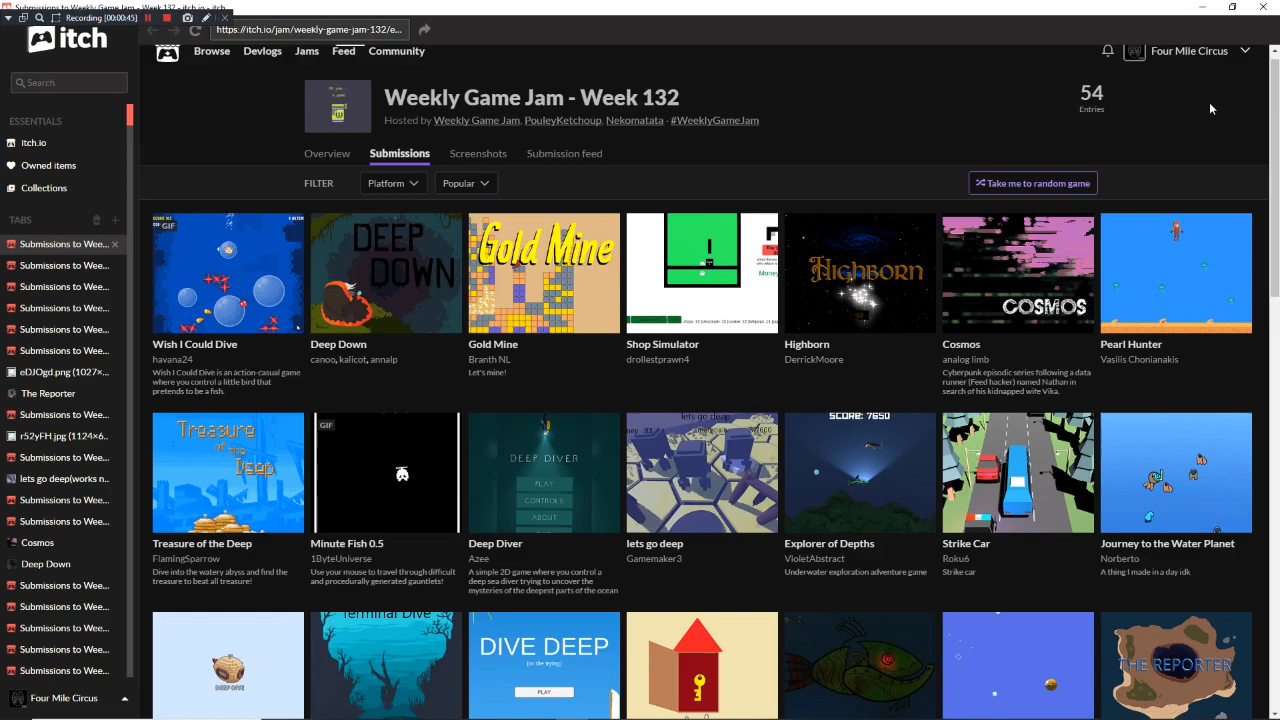 Submissions to Weekly Game Jam - Week 132 - itch.io - itch.io
Recording [00:00:45]
itch
https://itch.io/jam/weekly-game-jam-132/e...
Browse
Devlogs
Jams
Feed
Community
Four Mile Circus
Search
Weekly Game Jam - Week 132
54
Entries
Hosted by Weekly Game Jam, PouleyKetchoup, Nekomatata · #WeeklyGameJam
ESSENTIALS
itch.io
Owned items
Collections
Overview
Submissions
Screenshots
Submission feed
FILTER
Platform
Popular
Take me to random game
TABS
Submissions to Wee...
Submissions to Wee...
Submissions to Wee...
Submissions to Wee...
Submissions to Wee...
Submissions to Wee...
eDJOgd.png (1027×...
The Reporter
Submissions to Wee...
r52yFH.png (1124×6...
Submissions to Wee...
lets go deep(works n...
Submissions to Wee...
Submissions to Wee...
Cosmos
Deep Down
Submissions to Wee...
Submissions to Wee...
Submissions to Wee...
Submissions to Wee...
Submissions to Wee...
Four Mile Circus
GIF
DEEP
DOWN
Gold Mine
Money
HIGHBORN
COSMOS
Wish I Could Dive
havana24
Wish I Could Dive is an action-casual game
where you control a little bird that
pretends to be a fish.
Deep Down
canoo, kalicot, annalp
Gold Mine
Branth NL
Let's mine!
Shop Simulator
drollestprawn4
Highborn
DerrickMoore
Cosmos
analog limb
Cyberpunk episodic series following a data
runner (Feed hacker) named Nathan in
search of his kidnapped wife Vika.
Pearl Hunter
Vasilis Chonianakis
TREASURE
OF THE
DEEP
GIF
DEEP DIVER
PLAY
CONTROLS
ABOUT
lets go deap
SCORE: 7650
Treasure of the Deep
FlamingSparrow
Dive into the watery abyss and find the
treasure to beat all treasure!
Minute Fish 0.5
1ByteUniverse
Use your mouse to travel through difficult
and procedurally generated gauntlets!
Deep Diver
Azee
A simple 2D game where you control a
deep sea diver trying to uncover the
mysteries of the deepest parts of the ocean
lets go deep
Gamemaker3
Explorer of Depths
VioletAbstract
Underwater exploration adventure game
Strike Car
Roku6
Strike car
Journey to the Water Planet
Norberto
A thing I made in a day idk
DEEP DIVE
Terminal Dive
DIVE DEEP
(or die trying)
PLAY
THE REPORTER